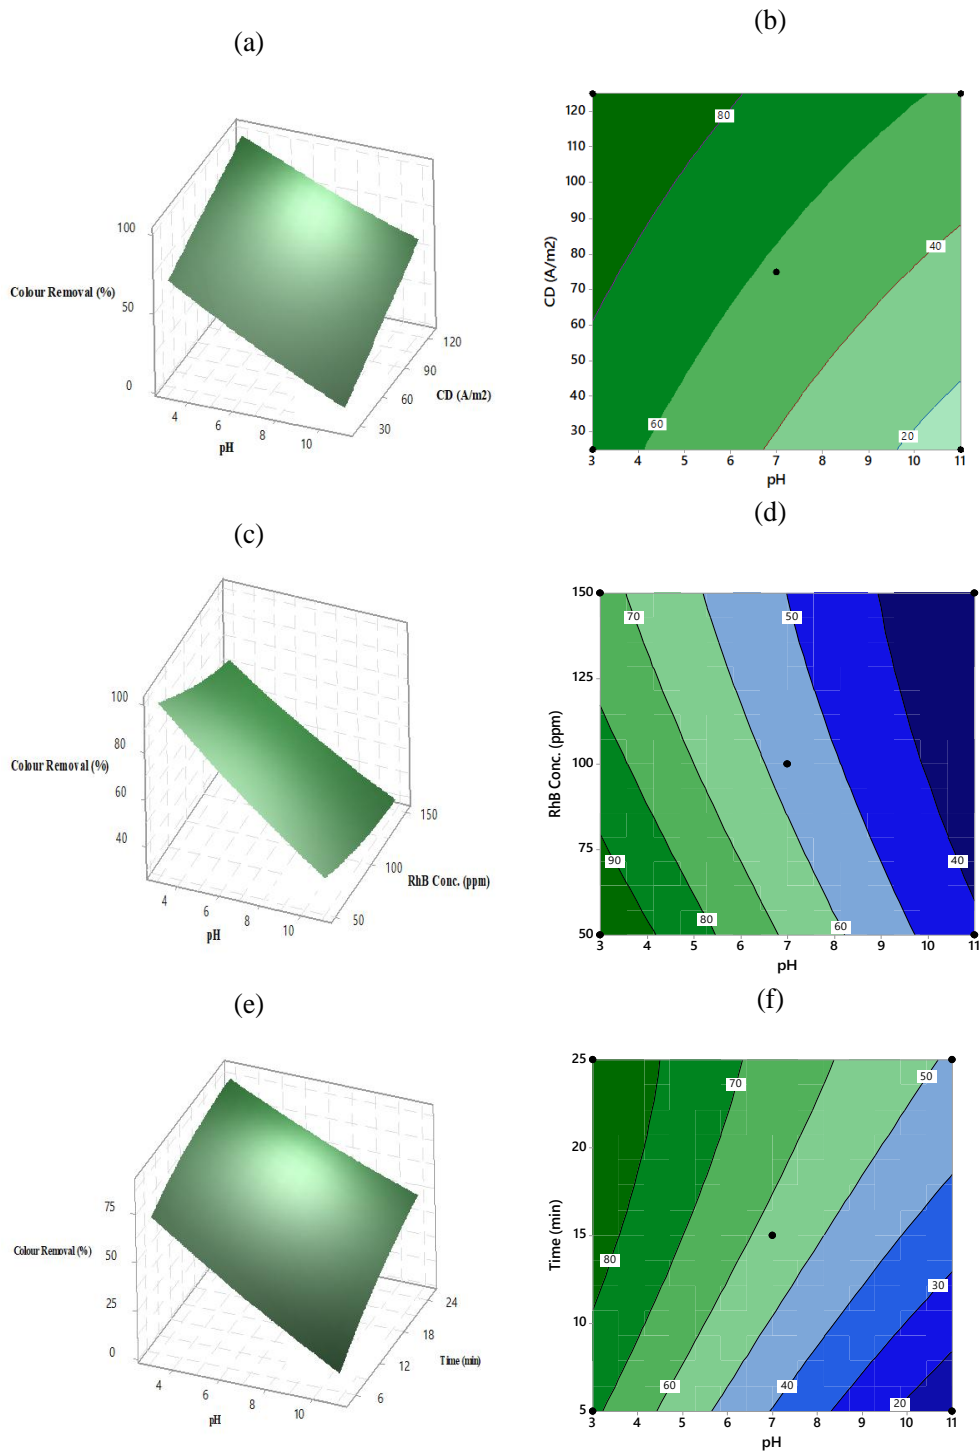 (a)
100
Colour Removal (%)
50
0
4
6
8
10
pH
30
60
90
120
CD (A/m2)
(b)
120
110
100
90
80
70
60
50
40
30
CD (A/m2)
80
60
40
20
3 4 5 6 7 8 9 10 11
pH
(c)
100
80
Colour Removal (%)
60
40
4
6
8
10
pH
50
100
150
RhB Conc. (ppm)
(d)
150
125
100
75
50
RhB Conc. (ppm)
70
50
90
80
60
40
3 4 5 6 7 8 9 10 11
pH
(e)
75
50
Colour Removal (%)
25
0
4
6
8
10
pH
6
12
18
24
Time (min)
(f)
25
20
15
10
5
Time (min)
70
50
80
30
60
40
20
3 4 5 6 7 8 9 10 11
pH